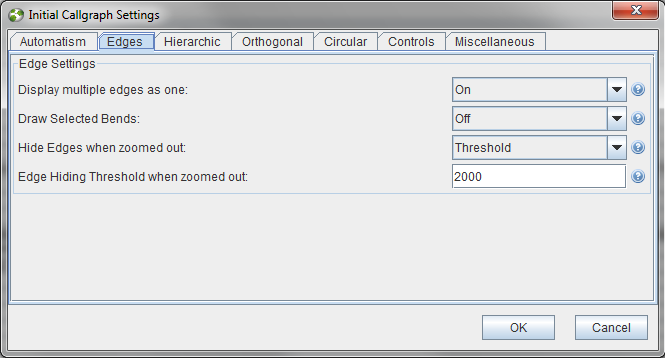 Initial Callgraph Settings
Automatism Edges Hierarchic Orthogonal Circular Controls Miscellaneous
Edge Settings
Display multiple edges as one: On
Draw Selected Bends: Off
Hide Edges when zoomed out: Threshold
Edge Hiding Threshold when zoomed out: 2000
OK Cancel